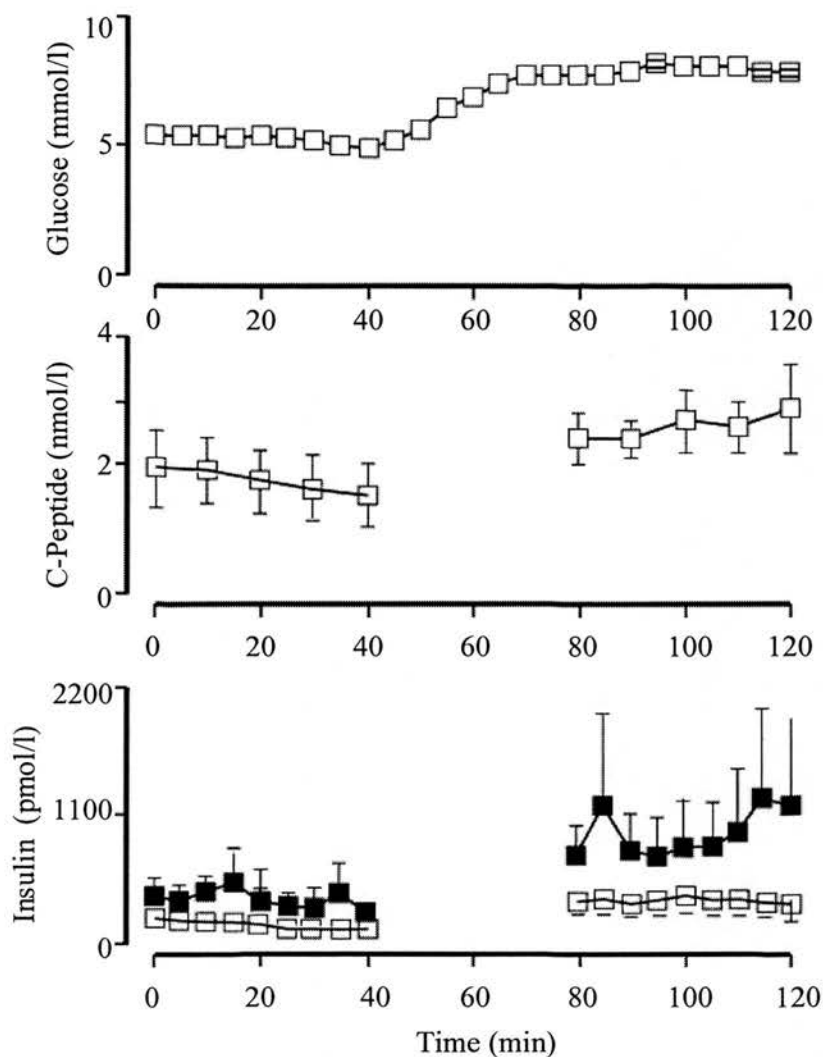 10
5
0
Glucose (mmol/l)
0 20 40 60 80 100 120
4
2
0
C-Peptide (nmol/l)
0 20 40 60 80 100 120
2200
1100
0
Insulin (pmol/l)
0 20 40 60 80 100 120
Time (min)